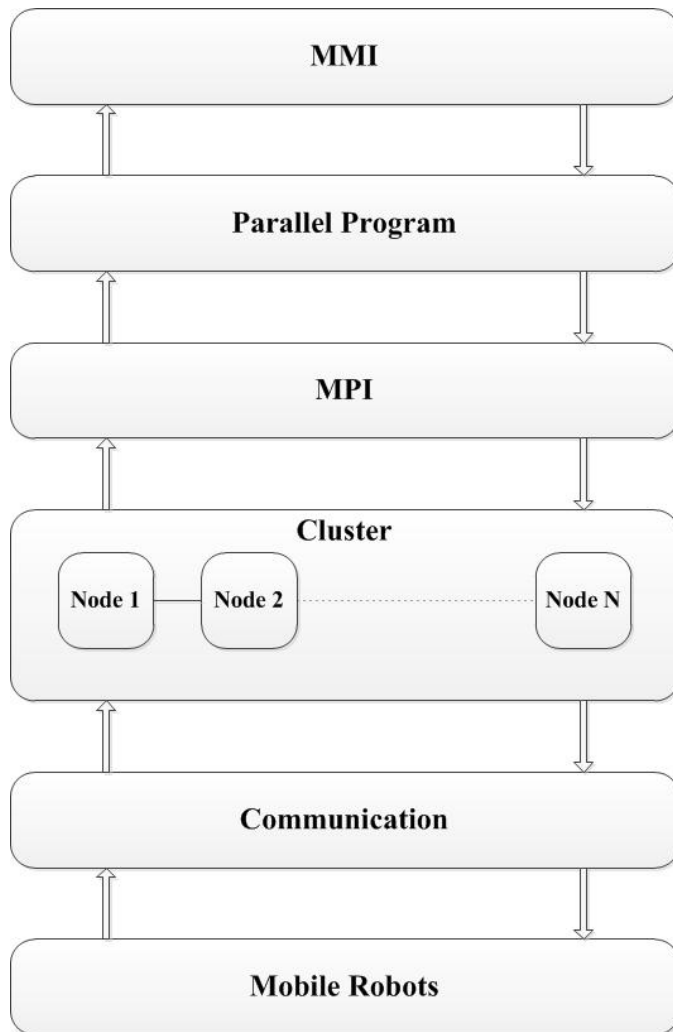 MMI
Parallel Program
MPI
Cluster
Node 1 Node 2 Node N
Communication
Mobile Robots